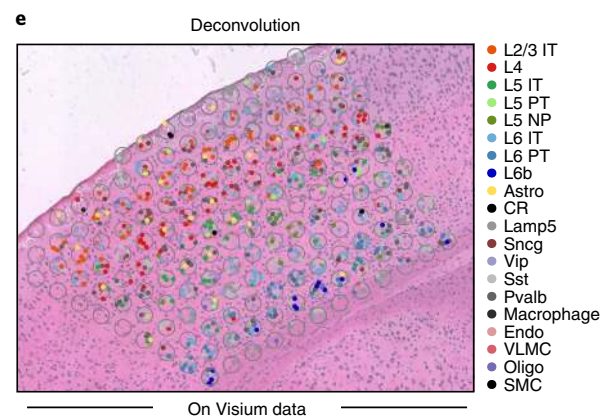 e
Deconvolution
L2/3 IT
L4
L5 IT
L5 PT
L5 NP
L6 IT
L6 PT
L6b
Astro
CR
Lamp5
Sncg
Vip
Sst
Pvalb
Macrophage
Endo
VLMC
Oligo
SMC
On Visium data